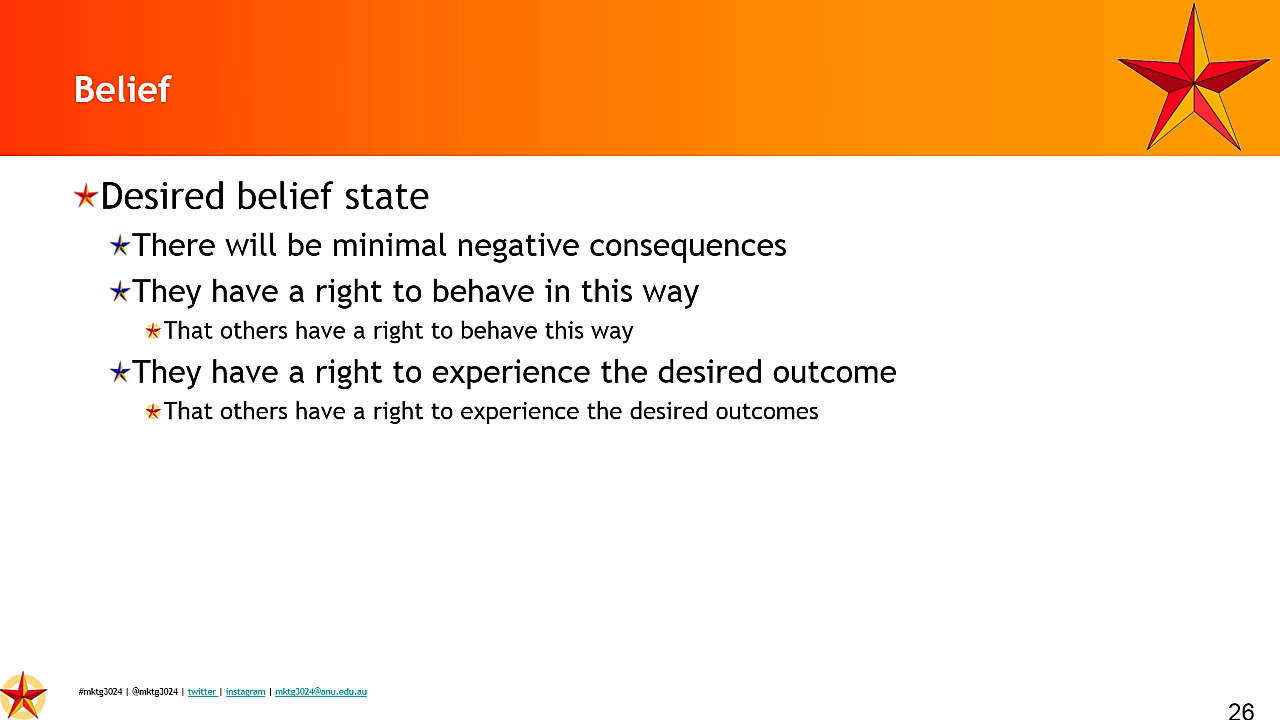 Belief
Desired belief state
There will be minimal negative consequences
They have a right to behave in this way
That others have a right to behave this way
They have a right to experience the desired outcome
That others have a right to experience the desired outcomes
#mktg3024 | @mktg3024 | twitter | instagram | mktg3024@anu.edu.au
26